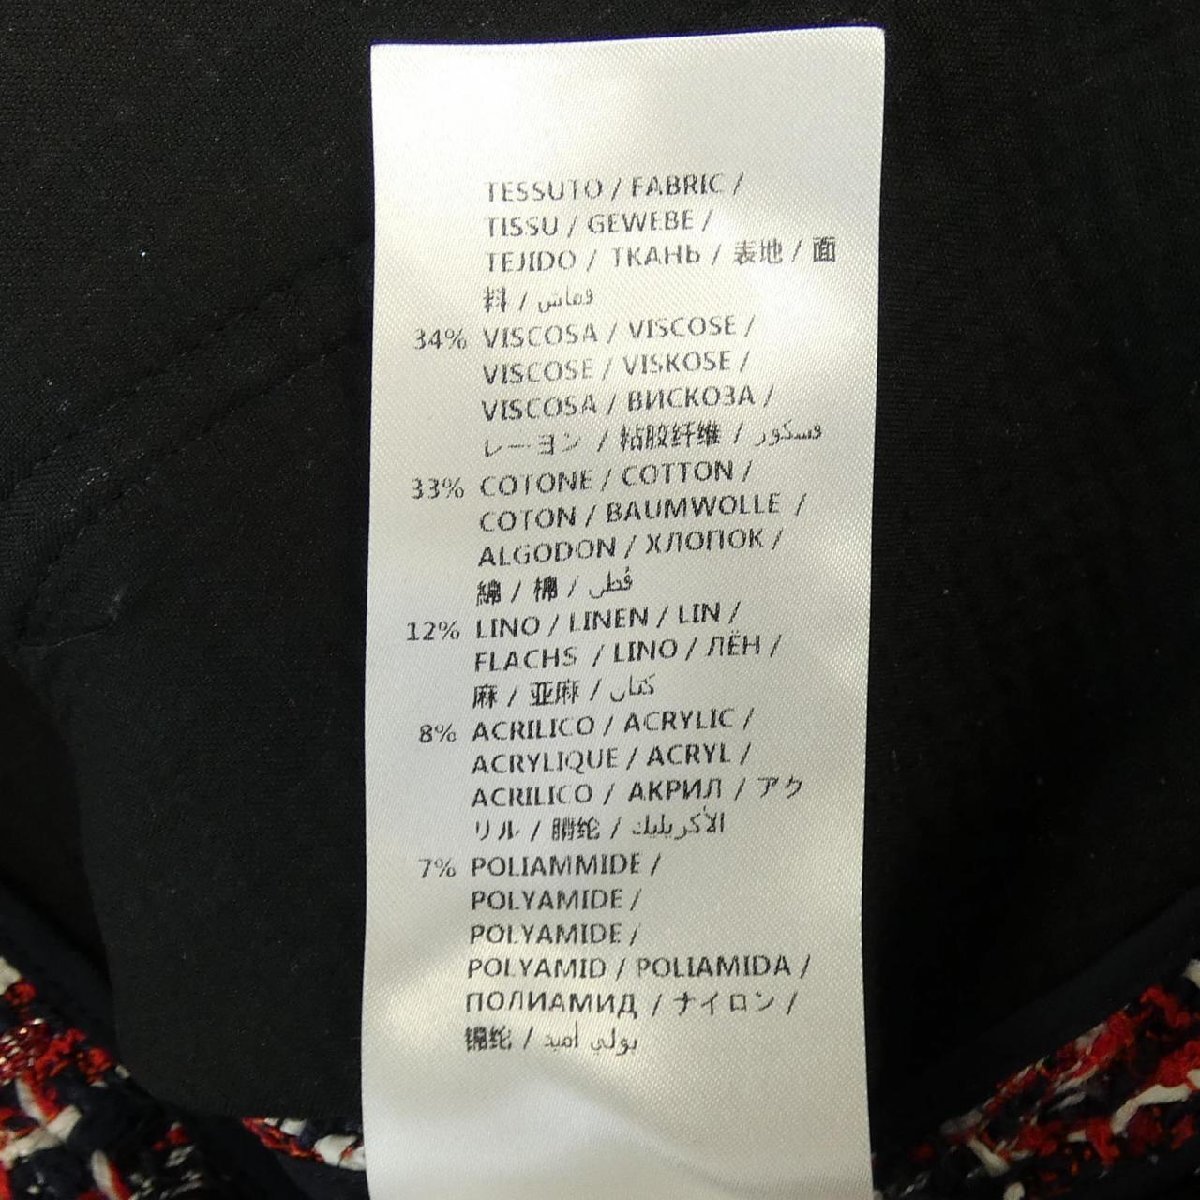 TESSUTO / FABRIC /
TISSU / GEWEBE /
TEJIDO / ТКАНЬ / 表地 / 面
料 / قماش
34% VISCOSA / VISCOSE /
VISCOSE / VISKOSE /
VISCOSA / ВИСКОЗА /
レーヨン / 粘胶纤维 / فسكوز
33% COTONE / COTTON /
COTON / BAUMWOLLE /
ALGODON / ХЛОПОК /
綿 / 棉 / قطن
12% LINO / LINEN / LIN /
FLACHS / LINO / ЛЁН /
麻 / 亚麻 / كتان
8% ACRILICO / ACRYLIC /
ACRYLIQUE / ACRYL /
ACRILICO / АКРИЛ / アク
リル / 腈纶 / الأكريليك
7% POLIAMMIDE /
POLYAMIDE /
POLYAMIDE /
POLYAMID / POLIAMIDA /
ПОЛИАМИД / ナイロン /
锦纶 / بولي أميد